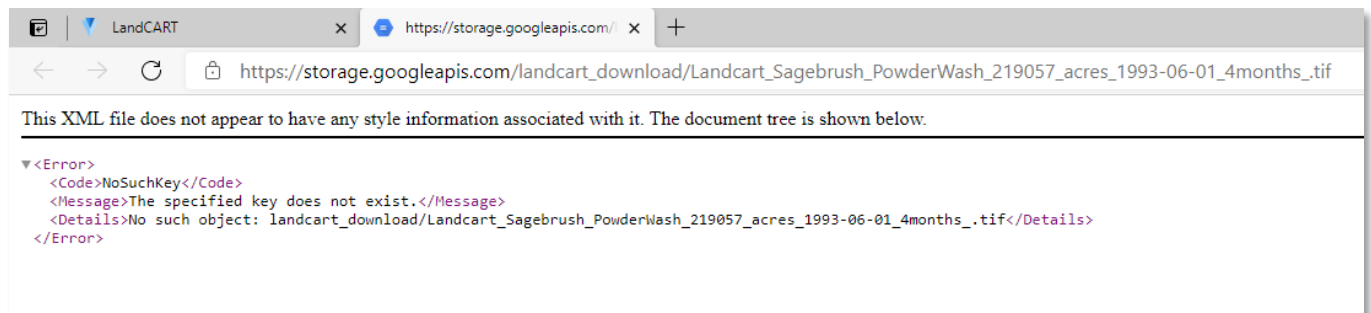 LandCART
https://storage.googleapis.com/
https://storage.googleapis.com/landcart_download/Landcart_Sagebrush_PowderWash_219057_acres_1993-06-01_4months_.tif
This XML file does not appear to have any style information associated with it. The document tree is shown below.
▼<Error>
<Code>NoSuchKey</Code>
<Message>The specified key does not exist.</Message>
<Details>No such object: landcart_download/Landcart_Sagebrush_PowderWash_219057_acres_1993-06-01_4months_.tif</Details>
</Error>